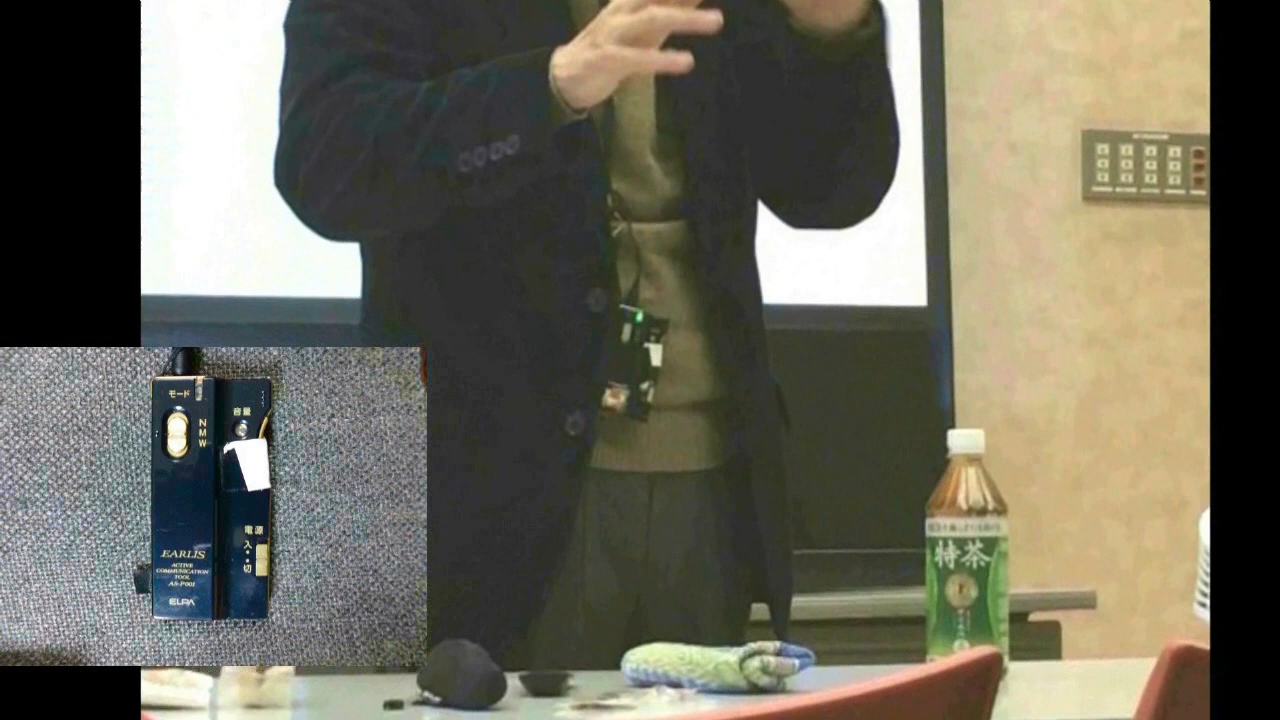 モード
N
M
W
音量
電源
入・・切
EARLIS
ACTIVE
COMMUNICATION
TOOL
AS-P001
ELPA
特茶